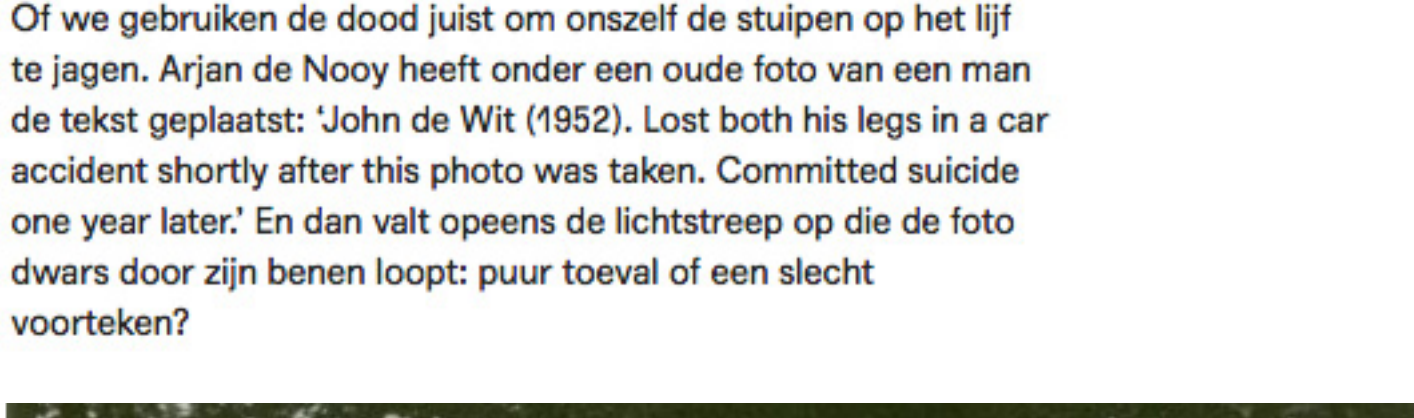 Of we gebruiken de dood juist om onszelf de stuipen op het lijf
te jagen. Arjan de Nooy heeft onder een oude foto van een man
de tekst geplaatst: ‘John de Wit (1952). Lost both his legs in a car
accident shortly after this photo was taken. Committed suicide
one year later.’ En dan valt opeens de lichtstreep op die de foto
dwars door zijn benen loopt: puur toeval of een slecht
voorteken?